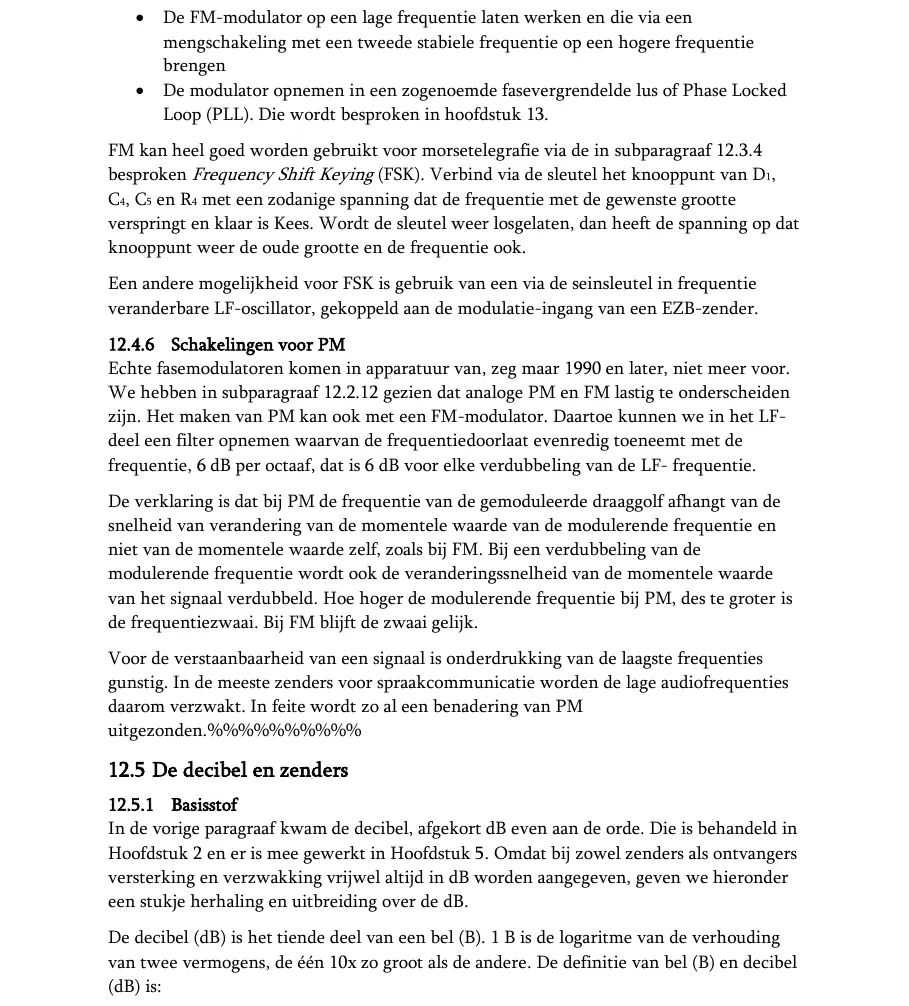 • De FM-modulator op een lage frequentie laten werken en die via een
mengschakeling met een tweede stabiele frequentie op een hogere frequentie
brengen
• De modulator opnemen in een zogenoemde fasevergrendelde lus of Phase Locked
Loop (PLL). Die wordt besproken in hoofdstuk 13.
FM kan heel goed worden gebruikt voor morsetelegrafie via de in subparagraaf 12.3.4
besproken Frequency Shift Keying (FSK). Verbind via de sleutel het knooppunt van D₁,
C₄, C₅ en R₄ met een zodanige spanning dat de frequentie met de gewenste grootte
verspringt en klaar is Kees. Wordt de sleutel weer losgelaten, dan heeft de spanning op dat
knooppunt weer de oude grootte en de frequentie ook.
Een andere mogelijkheid voor FSK is gebruik van een via de seinsleutel in frequentie
veranderbare LF-oscillator, gekoppeld aan de modulatie-ingang van een EZB-zender.
12.4.6 Schakelingen voor PM
Echte fasemodulatoren komen in apparatuur van, zeg maar 1990 en later, niet meer voor.
We hebben in subparagraaf 12.2.12 gezien dat analoge PM en FM lastig te onderscheiden
zijn. Het maken van PM kan ook met een FM-modulator. Daartoe kunnen we in het LF-
deel een filter opnemen waarvan de frequentiedoorlaat evenredig toeneemt met de
frequentie, 6 dB per octaaf, dat is 6 dB voor elke verdubbeling van de LF- frequentie.
De verklaring is dat bij PM de frequentie van de gemoduleerde draaggolf afhangt van de
snelheid van verandering van de momentele waarde van de modulerende frequentie en
niet van de momentele waarde zelf, zoals bij FM. Bij een verdubbeling van de
modulerende frequentie wordt ook de veranderingssnelheid van de momentele waarde
van het signaal verdubbeld. Hoe hoger de modulerende frequentie bij PM, des te groter is
de frequentiezwaai. Bij FM blijft de zwaai gelijk.
Voor de verstaanbaarheid van een signaal is onderdrukking van de laagste frequenties
gunstig. In de meeste zenders voor spraakcommunicatie worden de lage audiofrequenties
daarom verzwakt. In feite wordt zo al een benadering van PM
uitgezonden.%%%%%%%%%%
12.5 De decibel en zenders
12.5.1 Basisstof
In de vorige paragraaf kwam de decibel, afgekort dB even aan de orde. Die is behandeld in
Hoofdstuk 2 en er is mee gewerkt in Hoofdstuk 5. Omdat bij zowel zenders als ontvangers
versterking en verzwakking vrijwel altijd in dB worden aangegeven, geven we hieronder
een stukje herhaling en uitbreiding over de dB.
De decibel (dB) is het tiende deel van een bel (B). 1 B is de logaritme van de verhouding
van twee vermogens, de één 10x zo groot als de andere. De definitie van bel (B) en decibel
(dB) is: